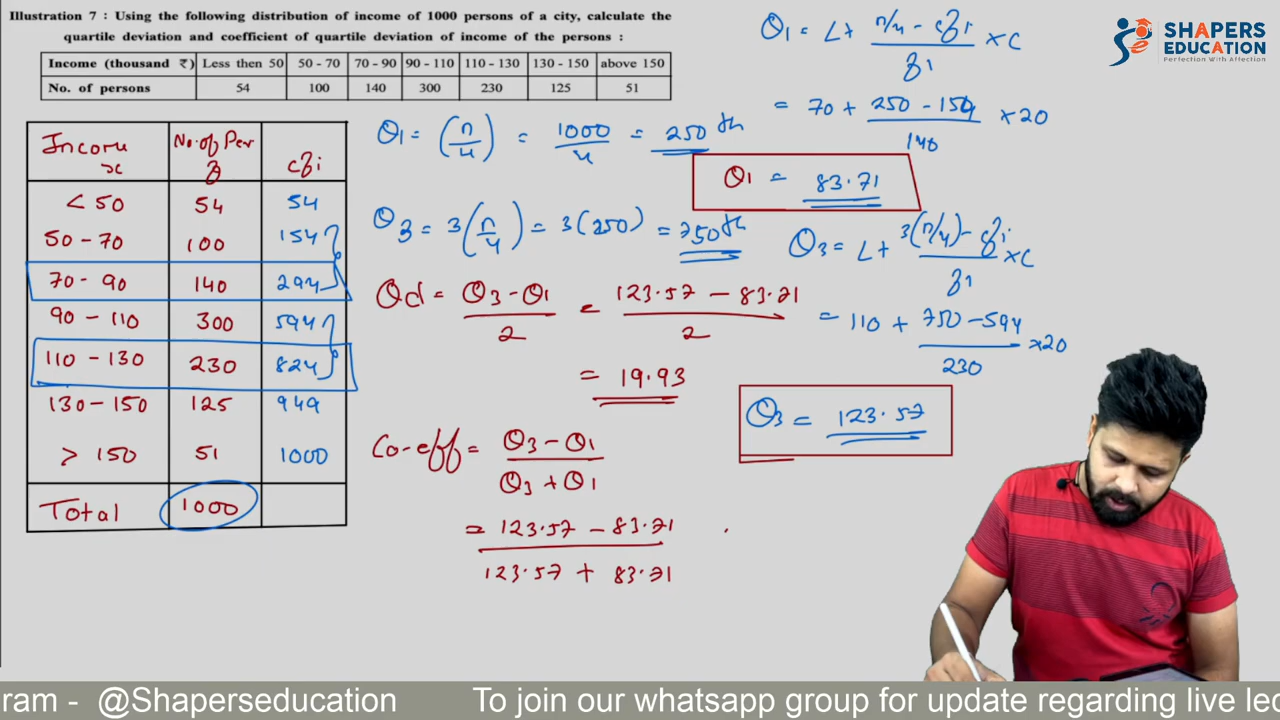 Illustration 7 : Using the following distribution of income of 1000 persons of a city, calculate the
quartile deviation and coefficient of quartile deviation of income of the persons :
Income (thousand ₹) Less then 50 50 - 70 70 - 90 90 - 110 110 - 130 130 - 150 above 150
No. of persons 54 100 140 300 230 125 51
SHAPERS
EDUCATION
Perfection With Affection
Income x No. of Per f cfi
< 50 54 54
50 - 70 100 154
70 - 90 140 294
90 - 110 300 594
110 - 130 230 824
130 - 150 125 949
> 150 51 1000
Total 1000
Q1 = (n/4) = 1000/4 = 250th
Q3 = 3(n/4) = 3(250) = 750th
Qd = Q3 - Q1 / 2 = 123.57 - 83.71 / 2
= 19.93
Co-eff = Q3 - Q1 / Q3 + Q1
= 123.57 - 83.71 / 123.57 + 83.71
Q1 = L + n/4 - cfi / fi × C
= 70 + 250 - 154 / 140 × 20
Q1 = 83.71
Q3 = L + 3(n/4) - cfi / fi × C
= 110 + 750 - 594 / 230 × 20
Q3 = 123.57
ram - @Shaperseducation To join our whatsapp group for update regarding live lec